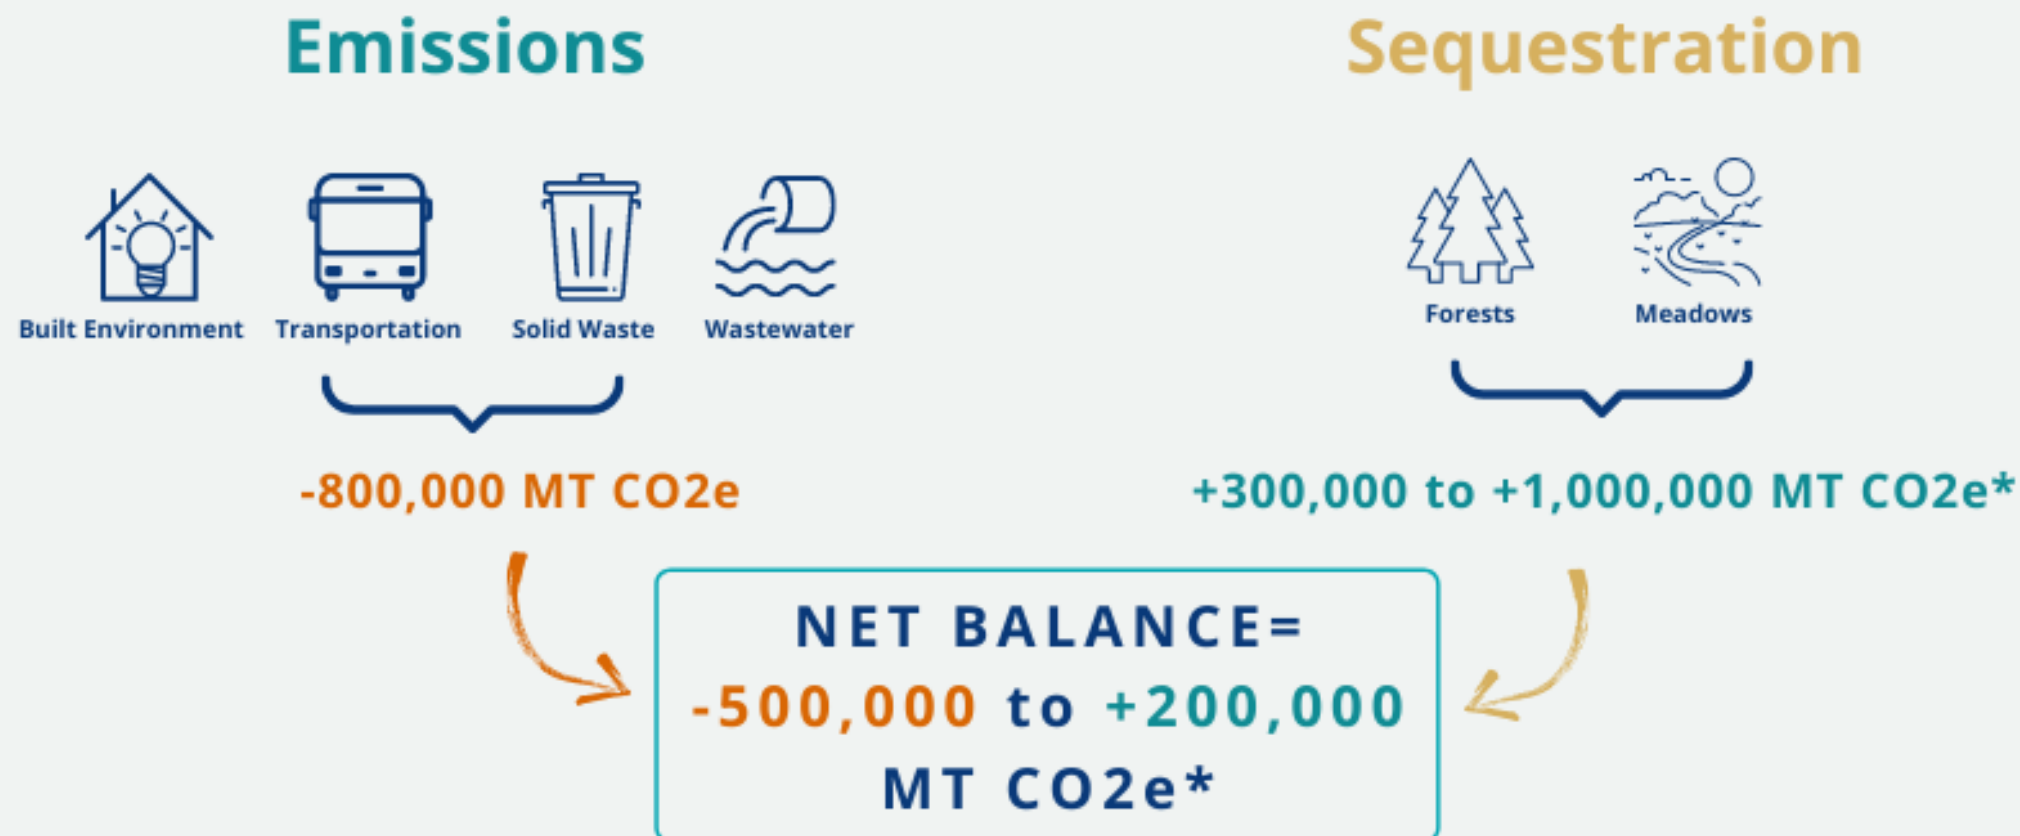 Emissions
Sequestration
Built Environment
Transportation
Solid Waste
Wastewater
Forests
Meadows
-800,000 MT CO2e
+300,000 to +1,000,000 MT CO2e*
NET BALANCE=
-500,000 to +200,000
MT CO2e*